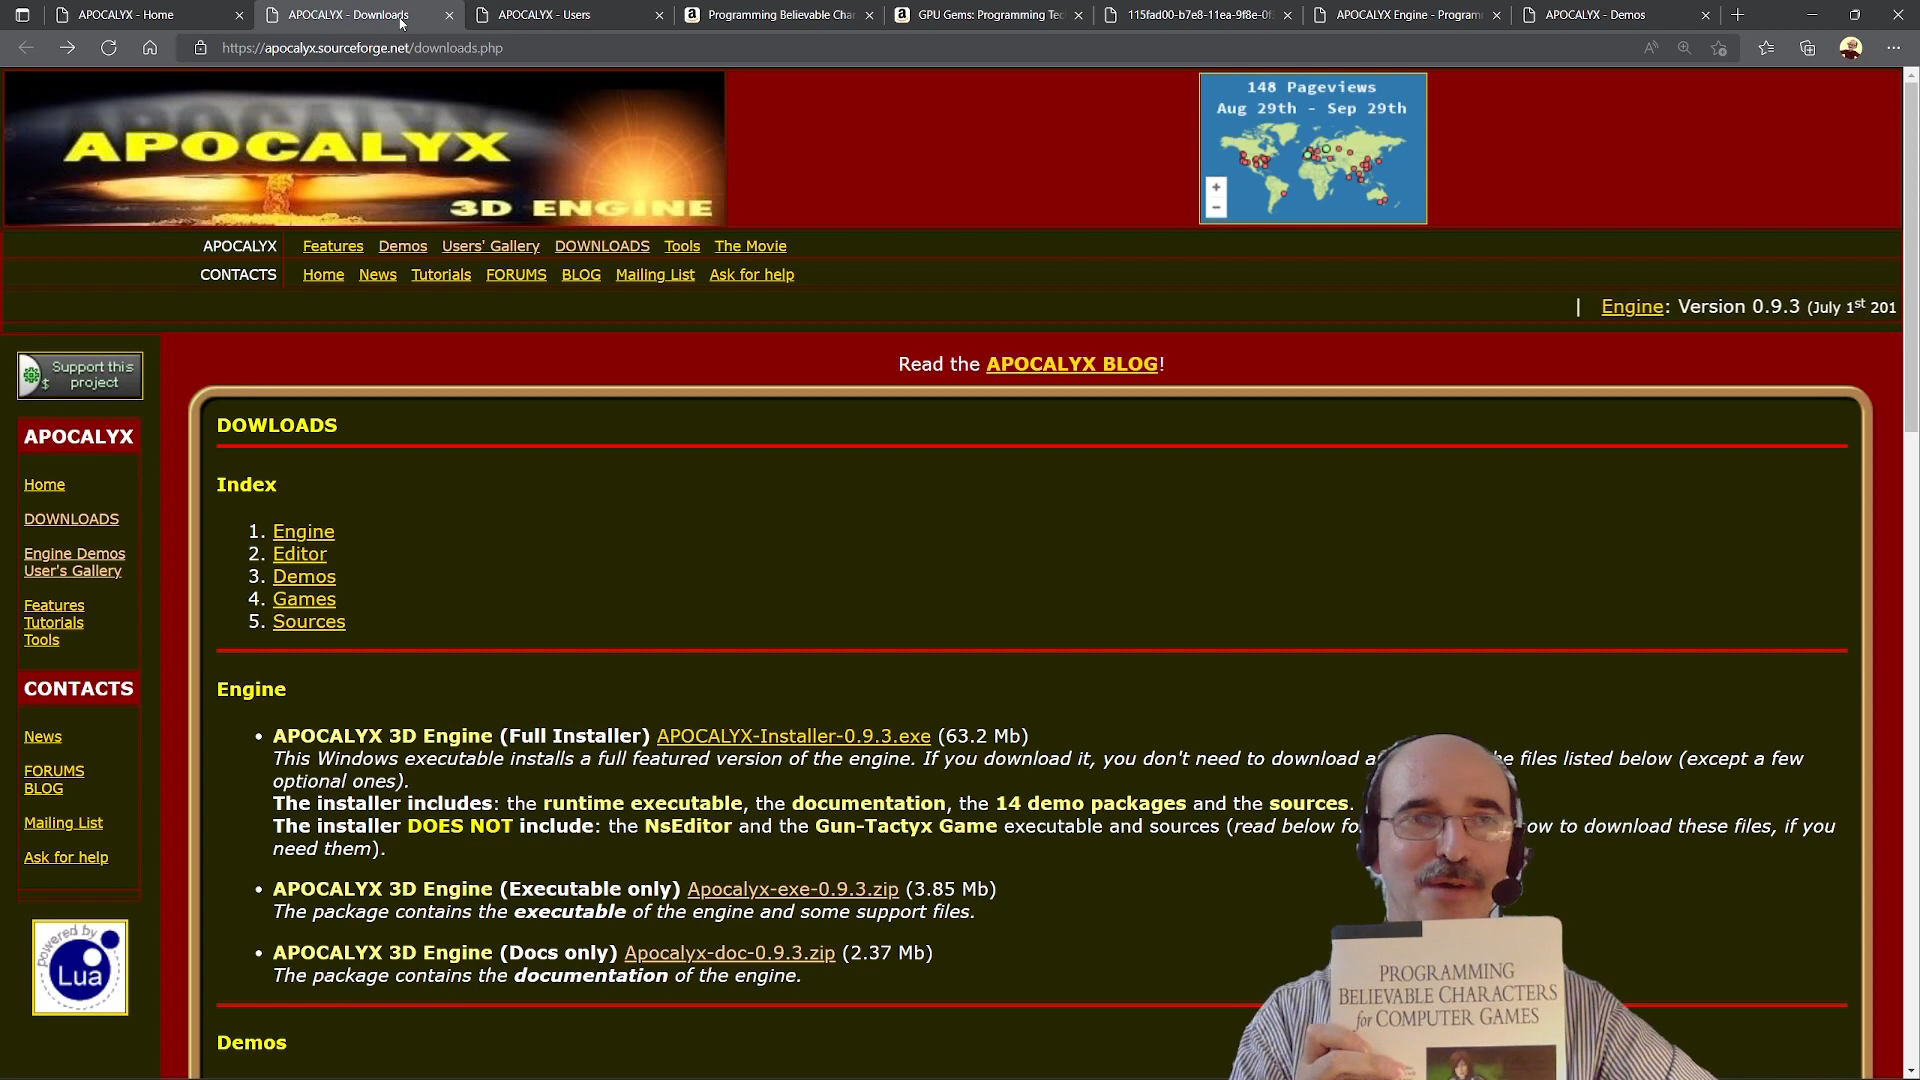 APOCALYX - Home
APOCALYX - Downloads
APOCALYX - Users
Programming Believable Char
GPU Gems: Programming Tec
115fad00-b7e8-11ea-9f8e-0f
APOCALYX Engine - Program
APOCALYX - Demos
https://apocalyx.sourceforge.net/downloads.php
APOCALYX
3D ENGINE
148 Pageviews
Aug 29th - Sep 29th
+
−
APOCALYX Features Demos Users' Gallery DOWNLOADS Tools The Movie
CONTACTS Home News Tutorials FORUMS BLOG Mailing List Ask for help
| Engine: Version 0.9.3 (July 1st 201
Support this
$ project
APOCALYX
Home
DOWNLOADS
Engine Demos
User's Gallery
Features
Tutorials
Tools
CONTACTS
News
FORUMS
BLOG
Mailing List
Ask for help
powered by
Lua
Read the APOCALYX BLOG!
DOWLOADS
Index
1. Engine
2. Editor
3. Demos
4. Games
5. Sources
Engine
• APOCALYX 3D Engine (Full Installer) APOCALYX-Installer-0.9.3.exe (63.2 Mb)
This Windows executable installs a full featured version of the engine. If you download it, you don't need to download a files listed below (except a few
optional ones).
The installer includes: the runtime executable, the documentation, the 14 demo packages and the sources.
The installer DOES NOT include: the NsEditor and the Gun-Tactyx Game executable and sources (read below fo ow to download these files, if you
need them).
• APOCALYX 3D Engine (Executable only) Apocalyx-exe-0.9.3.zip (3.85 Mb)
The package contains the executable of the engine and some support files.
• APOCALYX 3D Engine (Docs only) Apocalyx-doc-0.9.3.zip (2.37 Mb)
The package contains the documentation of the engine.
Demos
PROGRAMMING
BELIEVABLE CHARACTERS
for COMPUTER GAMES